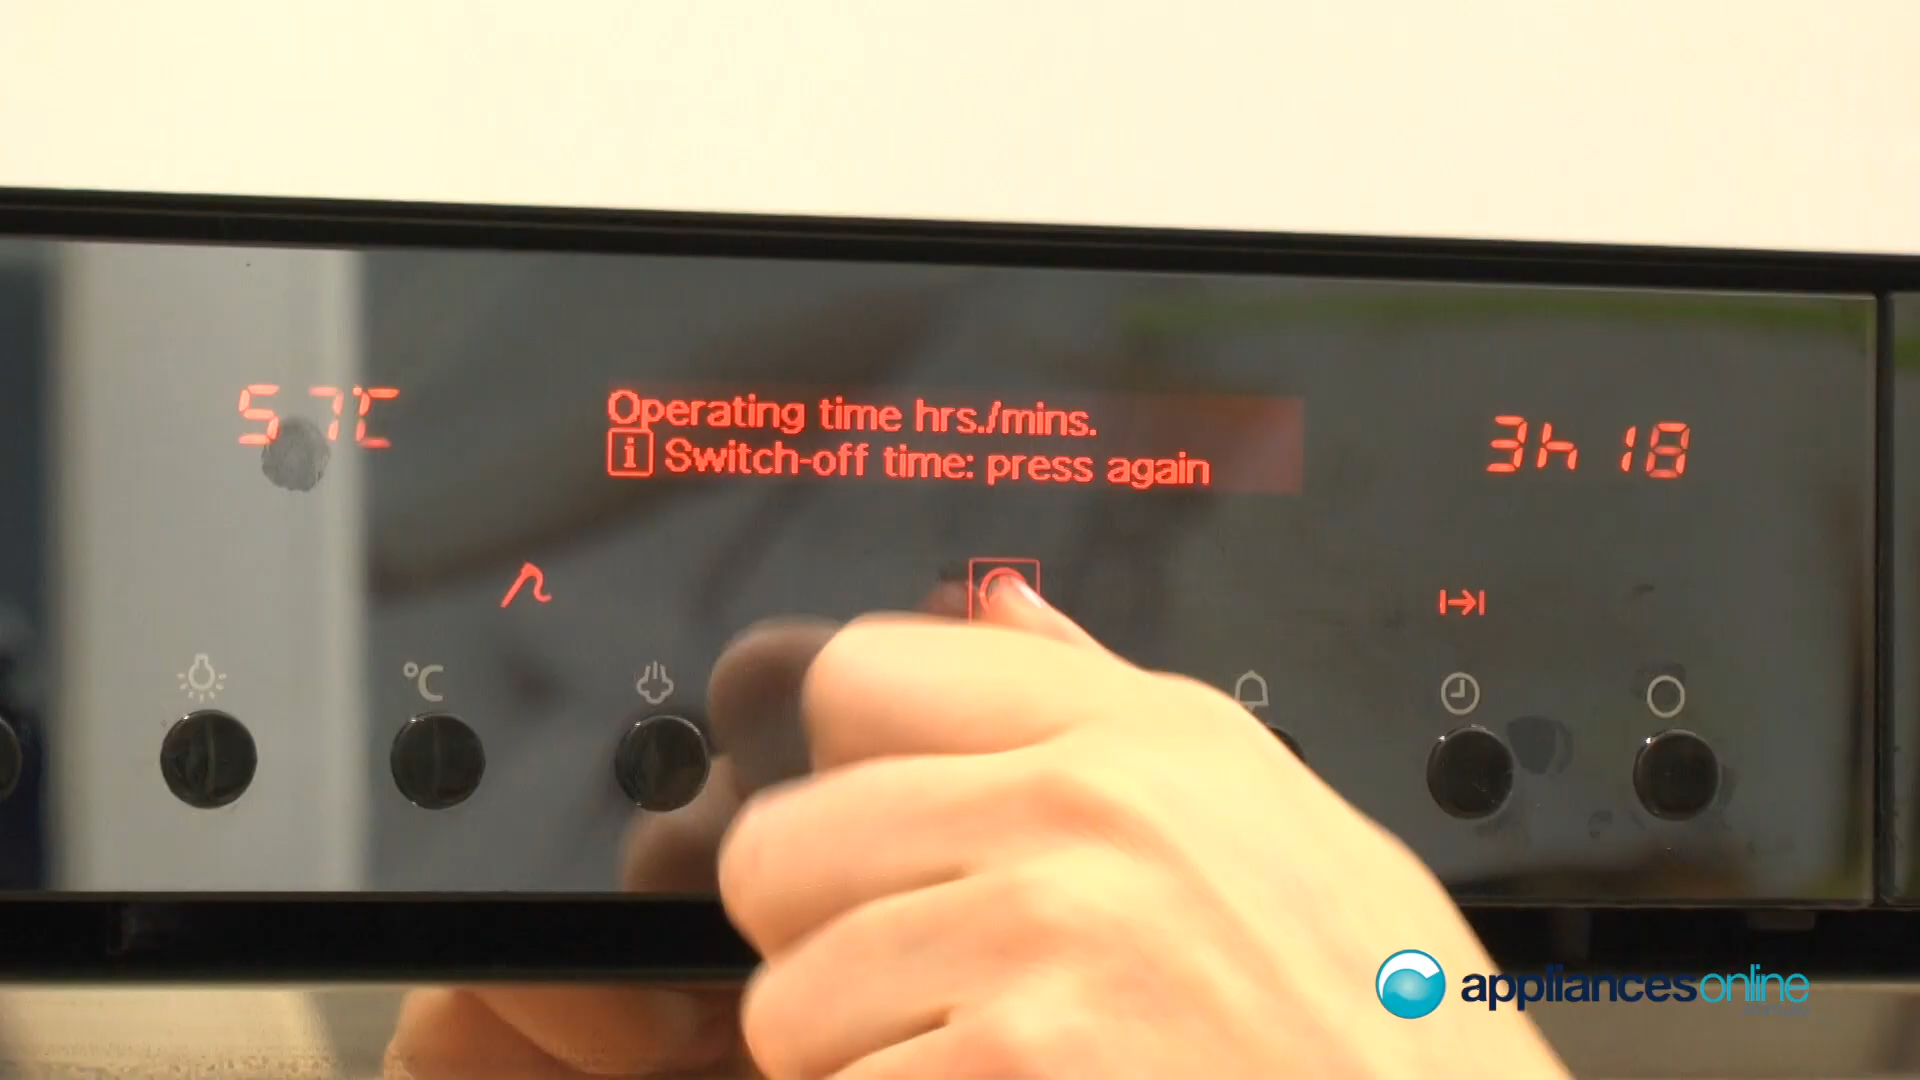 57°C
Operating time hrs./mins.
i Switch-off time: press again
3h 18
°C
appliancesonline